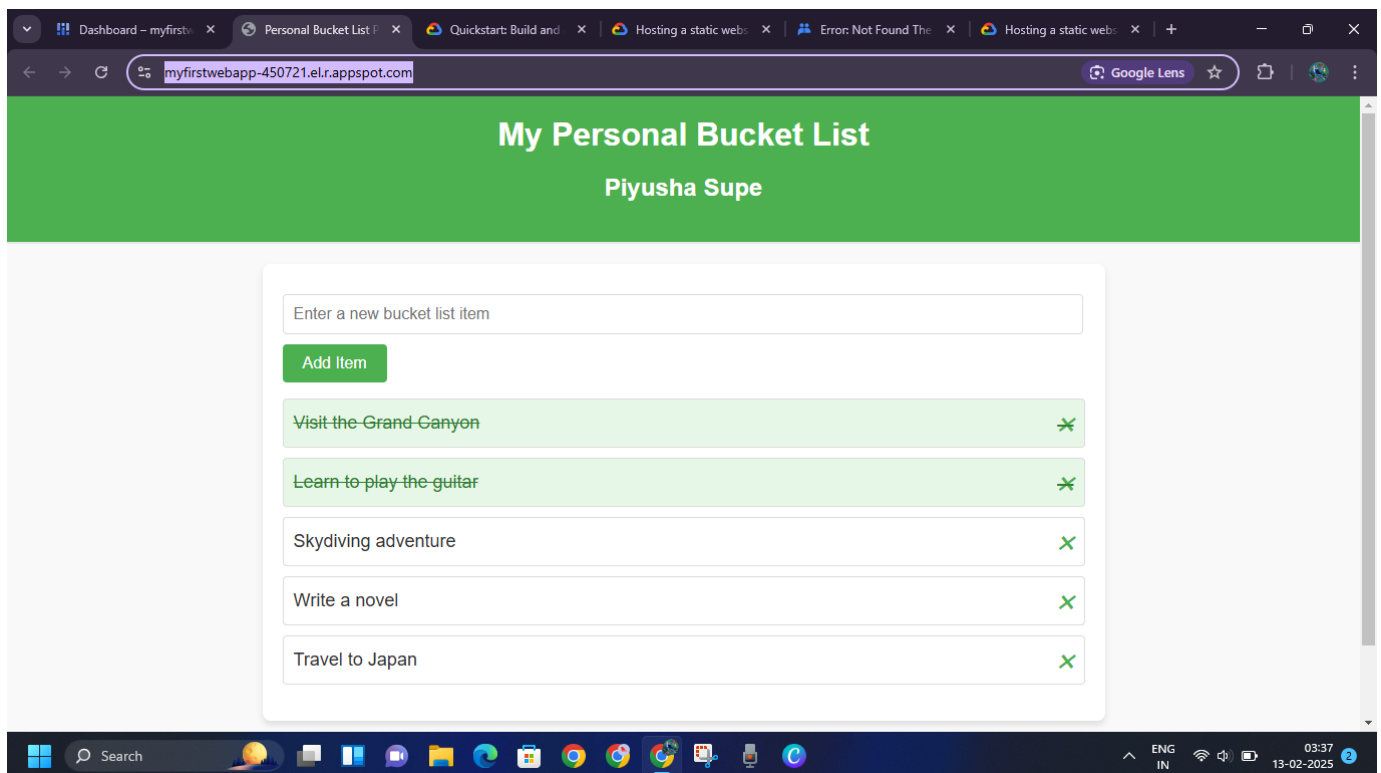 Dashboard – myfirstw
Personal Bucket List P
Quickstart: Build and
Hosting a static webs
Error: Not Found The
Hosting a static webs
myfirstwebapp-450721.el.r.appspot.com
Google Lens
My Personal Bucket List
Piyusha Supe
Enter a new bucket list item
Add Item
Visit the Grand Canyon
Learn to play the guitar
Skydiving adventure
Write a novel
Travel to Japan
Search
ENG
IN
03:37
13-02-2025
2